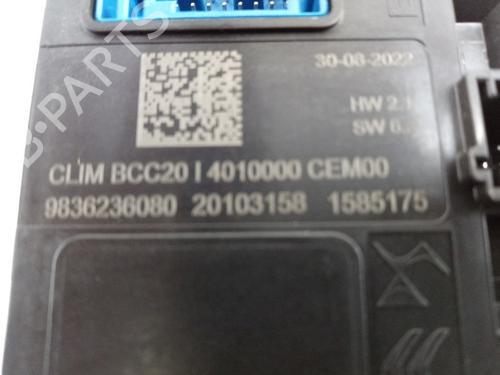 30-08-2022
HW 2.1
SW 6.
CLIM BCC20 I 4010000 CEM00
9836236080 20103158 1585175
B-PARTS